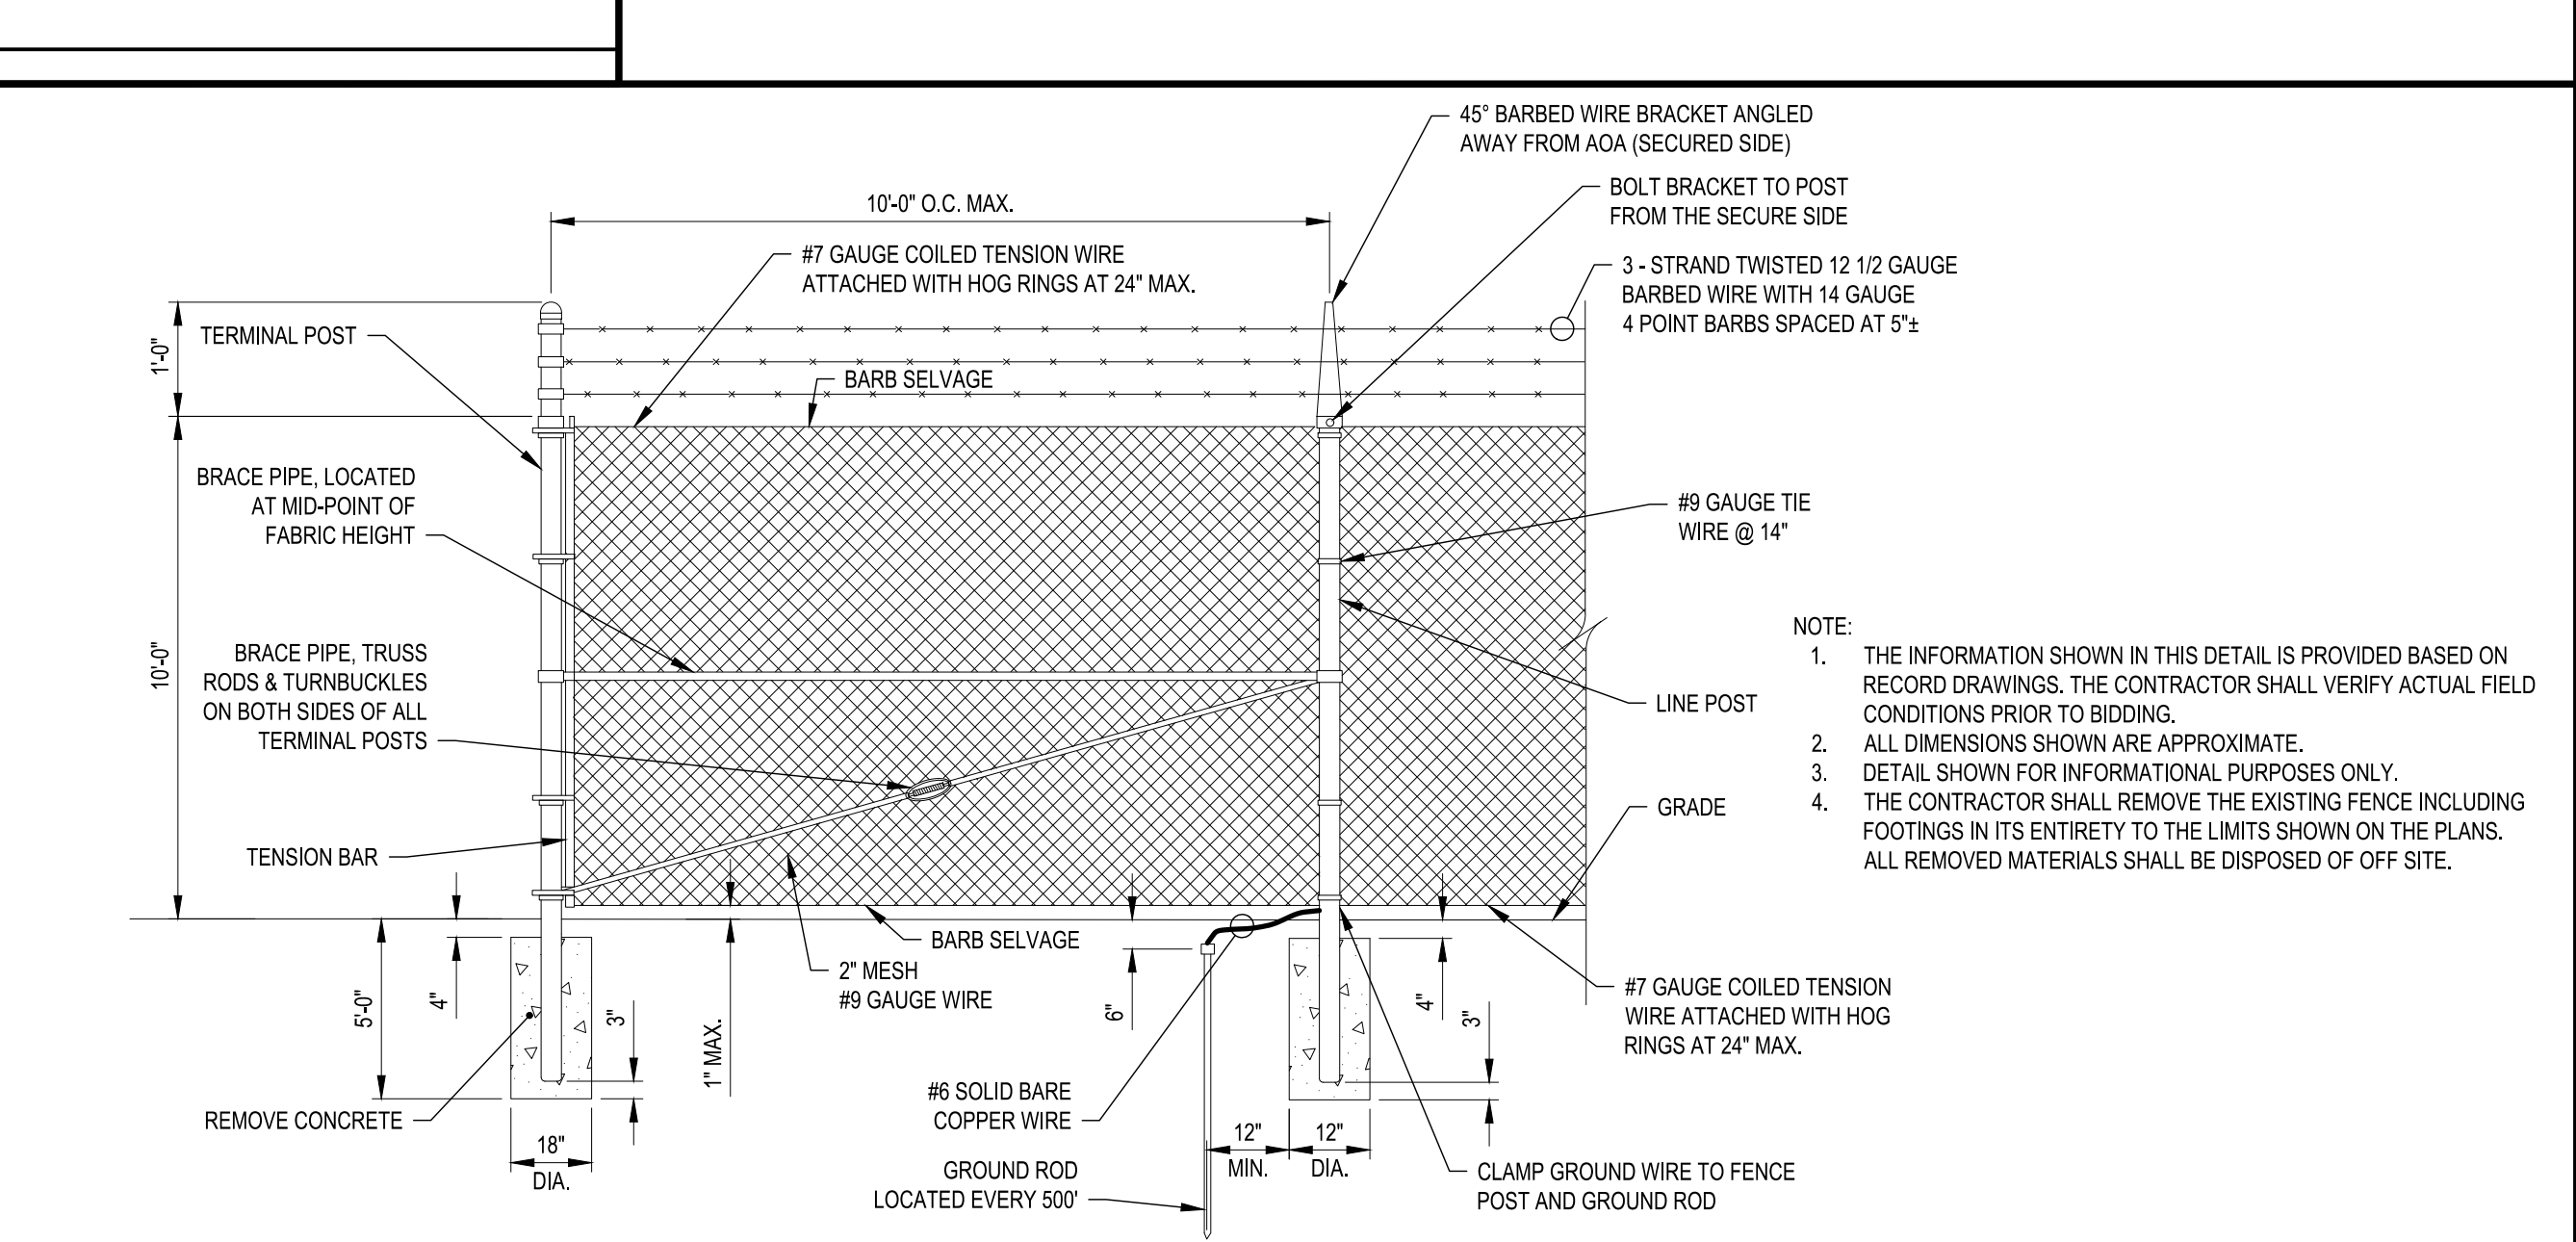 45° BARBED WIRE BRACKET ANGLED
AWAY FROM AOA (SECURED SIDE)
BOLT BRACKET TO POST
FROM THE SECURE SIDE
10'-0" O.C. MAX.
#7 GAUGE COILED TENSION WIRE
ATTACHED WITH HOG RINGS AT 24" MAX.
3 - STRAND TWISTED 12 1/2 GAUGE
BARBED WIRE WITH 14 GAUGE
4 POINT BARBS SPACED AT 5"±
TERMINAL POST
1'-0"
BARB SELVAGE
BRACE PIPE, LOCATED
AT MID-POINT OF
FABRIC HEIGHT
#9 GAUGE TIE
WIRE @ 14"
10'-0"
BRACE PIPE, TRUSS
RODS & TURNBUCKLES
ON BOTH SIDES OF ALL
TERMINAL POSTS
LINE POST
NOTE:
1. THE INFORMATION SHOWN IN THIS DETAIL IS PROVIDED BASED ON
RECORD DRAWINGS. THE CONTRACTOR SHALL VERIFY ACTUAL FIELD
CONDITIONS PRIOR TO BIDDING.
2. ALL DIMENSIONS SHOWN ARE APPROXIMATE.
3. DETAIL SHOWN FOR INFORMATIONAL PURPOSES ONLY.
4. THE CONTRACTOR SHALL REMOVE THE EXISTING FENCE INCLUDING
FOOTINGS IN ITS ENTIRETY TO THE LIMITS SHOWN ON THE PLANS.
ALL REMOVED MATERIALS SHALL BE DISPOSED OF OFF SITE.
GRADE
TENSION BAR
BARB SELVAGE
2" MESH
#9 GAUGE WIRE
5'-0"
4"
3"
1" MAX.
6"
4"
3"
#7 GAUGE COILED TENSION
WIRE ATTACHED WITH HOG
RINGS AT 24" MAX.
REMOVE CONCRETE
#6 SOLID BARE
COPPER WIRE
18"
DIA.
12"
MIN.
12"
DIA.
GROUND ROD
LOCATED EVERY 500'
CLAMP GROUND WIRE TO FENCE
POST AND GROUND ROD